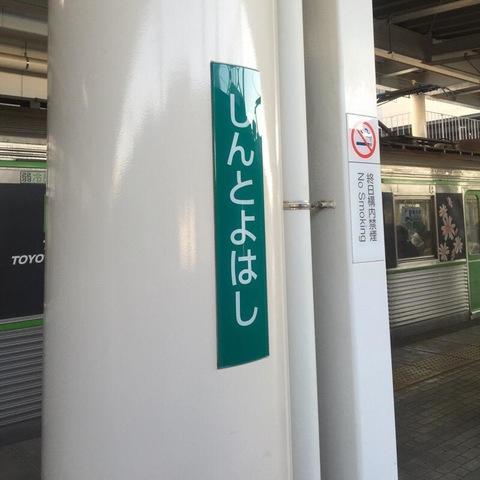 しんとよはし
終日構内禁煙
No Smoking
TOYO